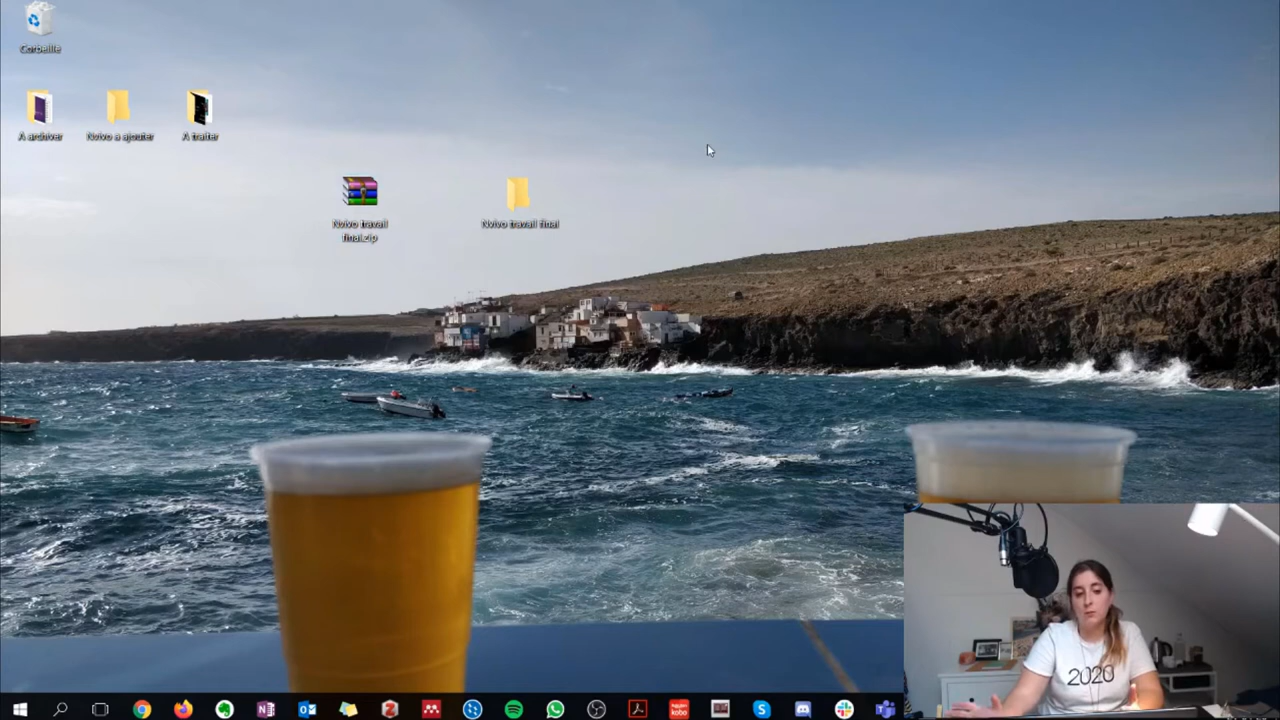 Corbeille
A archiver
Nvivo a ajouter
A traiter
Nvivo travail
final.zip
Nvivo travail final
2020